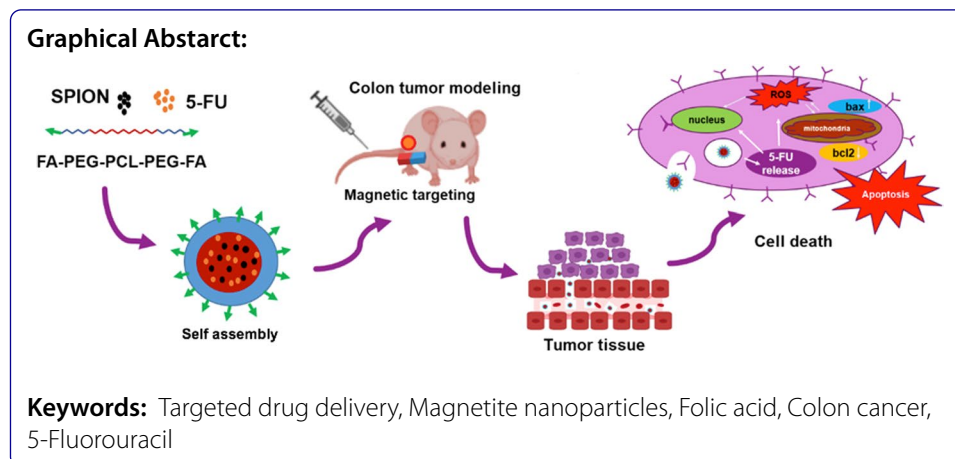 Graphical Abstarct:
SPION
5-FU
FA-PEG-PCL-PEG-FA
Self assembly
Colon tumor modeling
Magnetic targeting
Tumor tissue
ROS
nucleus
bax
mitochondria
5-FU
release
bcl2
Apoptosis
Cell death
Keywords: Targeted drug delivery, Magnetite nanoparticles, Folic acid, Colon cancer,
5-Fluorouracil